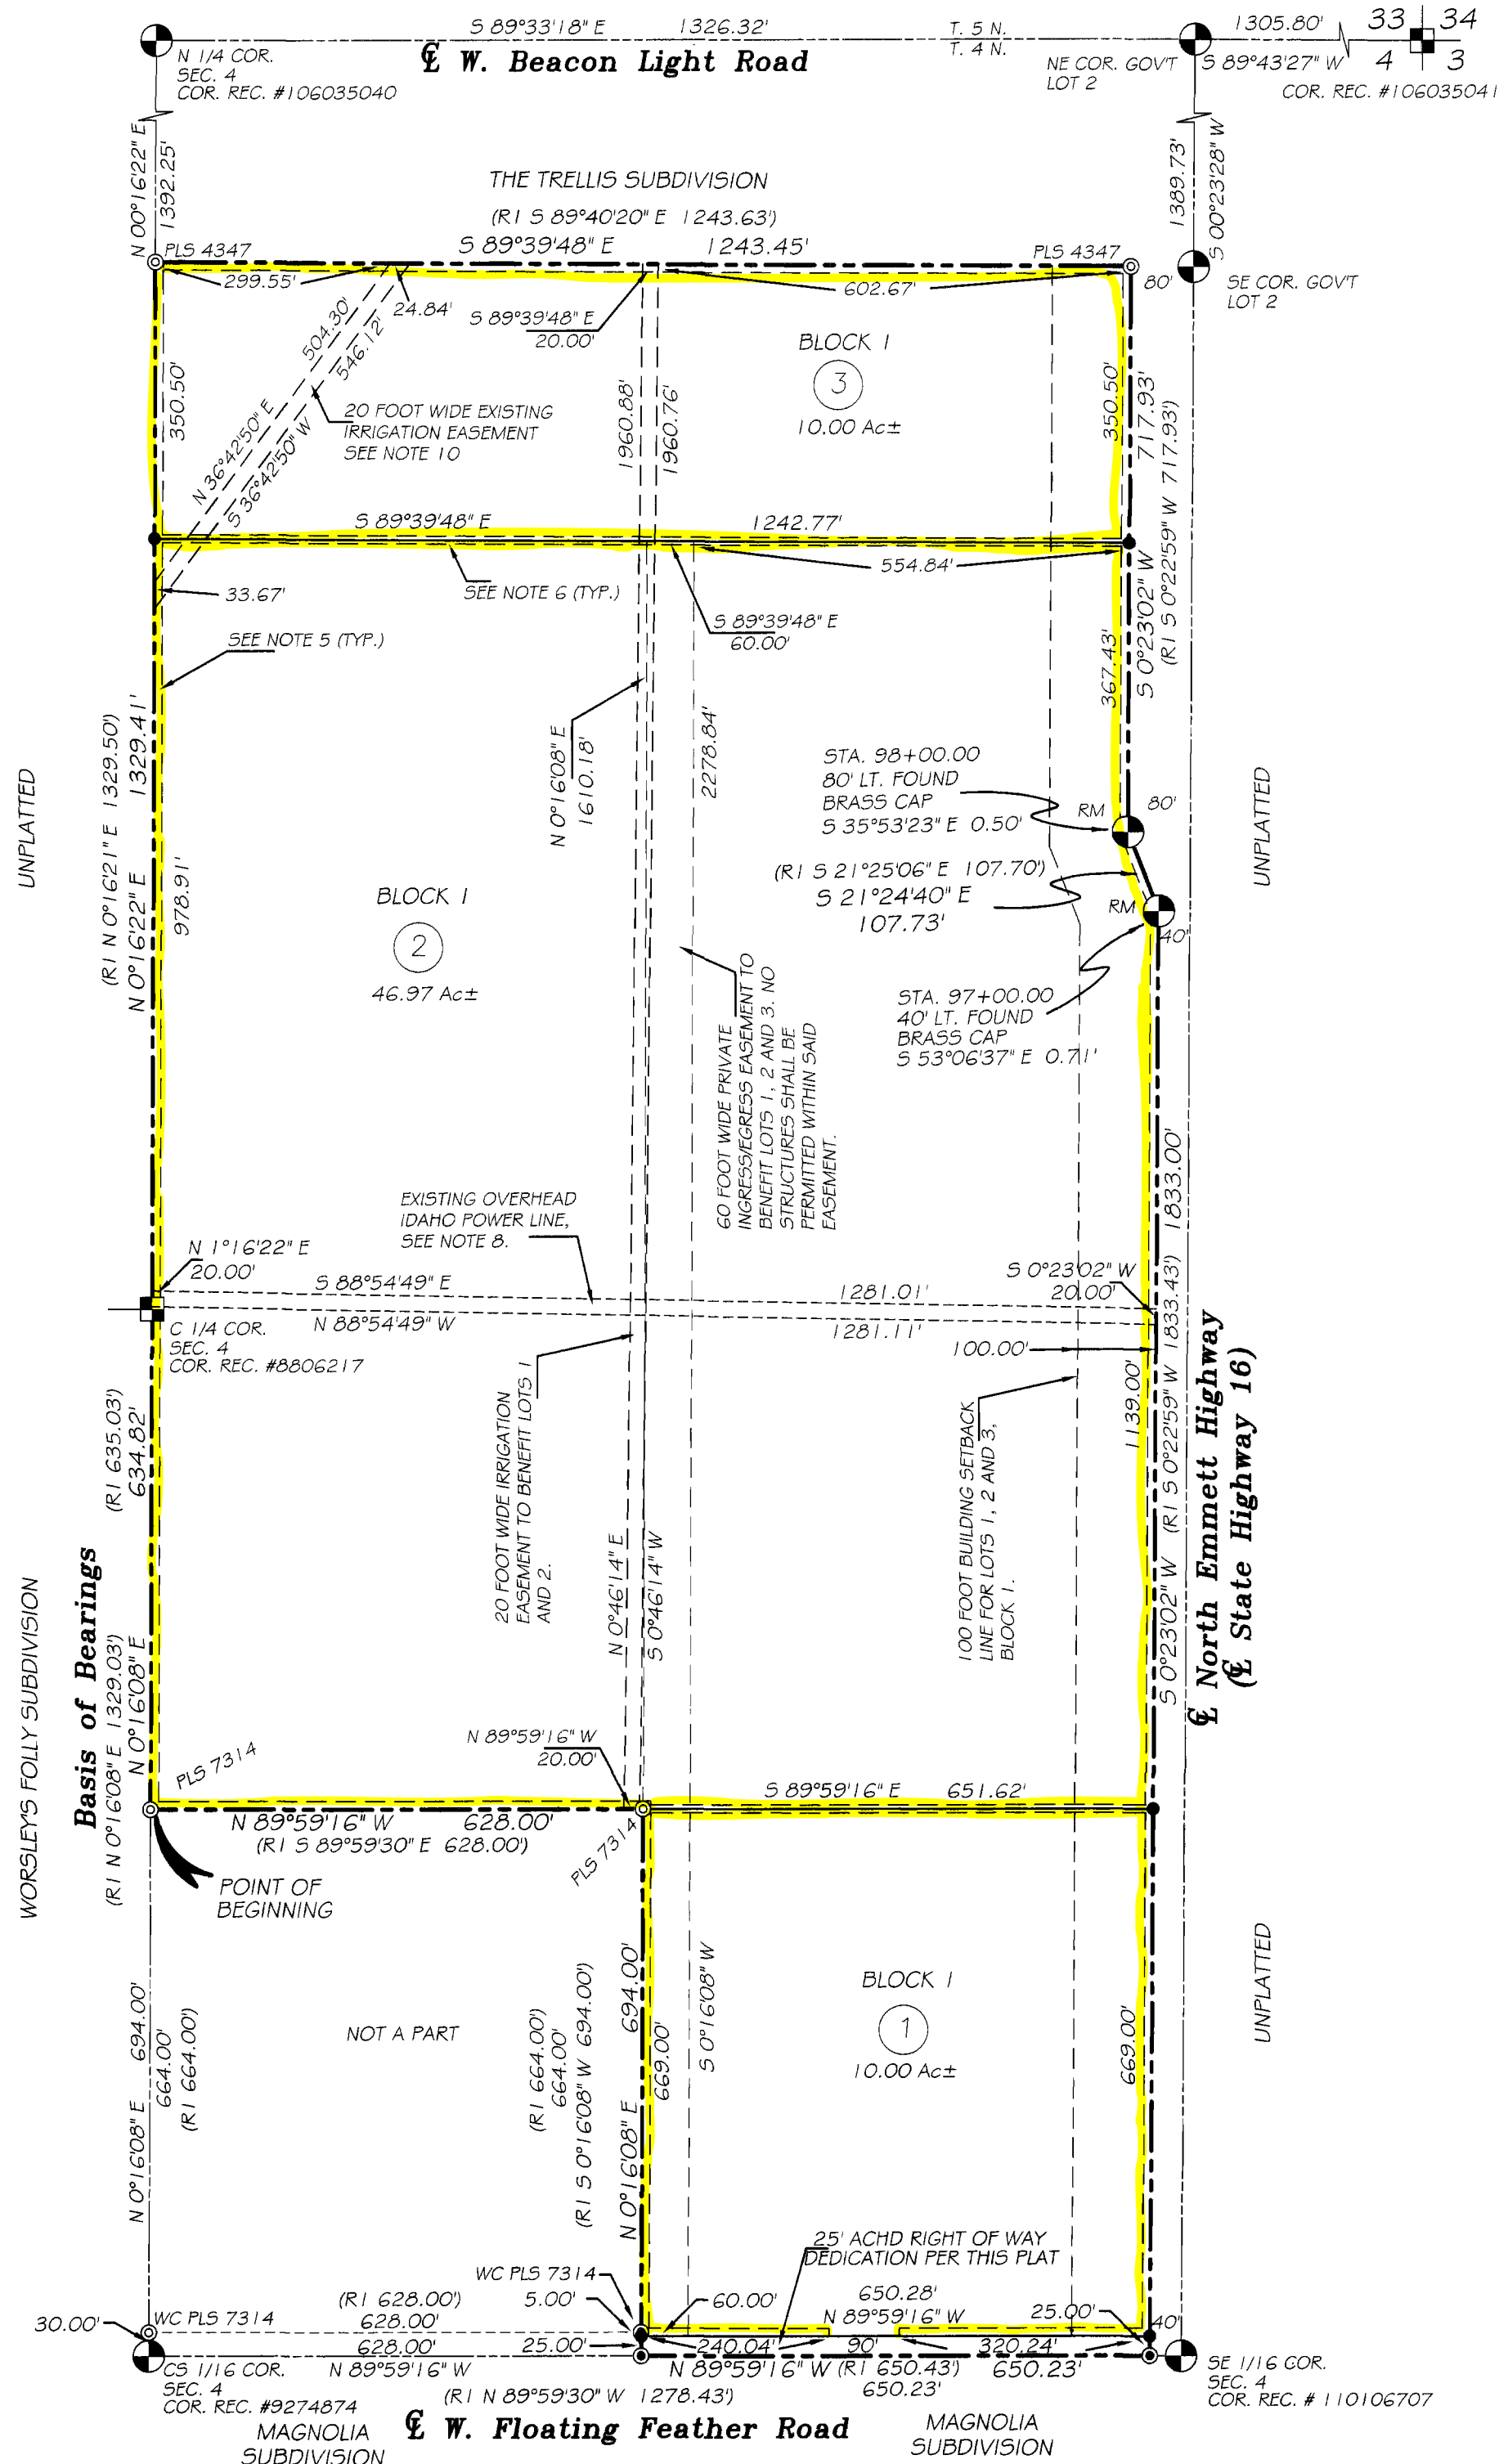 S 89°33'18" E 1326.32'
T. 5 N.
T. 4 N.
1305.80'
33 34
4 3
℄ W. Beacon Light Road
N 1/4 COR.
SEC. 4
COR. REC. #106035040
NE COR. GOV'T
LOT 2
S 89°43'27" W
COR. REC. #106035041
N 00°16'22" E
1392.25'
1389.73'
S 00°23'28" W
THE TRELLIS SUBDIVISION
(R1 S 89°40'20" E 1243.63')
S 89°39'48" E 1243.45'
PLS 4347
PLS 4347
80'
SE COR. GOV'T
LOT 2
299.55'
24.84'
S 89°39'48" E
20.00'
602.67'
504.30'
546.12'
N 36°42'50" E
S 36°42'50" W
350.50'
20 FOOT WIDE EXISTING
IRRIGATION EASEMENT
SEE NOTE 10
1960.88'
1960.76'
BLOCK 1
3
10.00 Ac±
350.50'
717.93'
S 0°23'02" W
(R1 S 0°22'59" W 717.93')
S 89°39'48" E 1242.77'
554.84'
33.67'
SEE NOTE 6 (TYP.)
S 89°39'48" E
60.00'
SEE NOTE 5 (TYP.)
367.43'
UNPLATTED
(R1 N 0°16'21" E 1329.50')
N 0°16'22" E 1329.41'
978.91'
N 0°16'08" E
1610.18'
2278.84'
STA. 98+00.00
80' LT. FOUND
BRASS CAP
S 35°53'23" E 0.50'
RM
80'
UNPLATTED
(R1 S 21°25'06" E 107.70')
S 21°24'40" E
107.73'
RM
40'
BLOCK 1
2
46.97 Ac±
60 FOOT WIDE PRIVATE
INGRESS/EGRESS EASEMENT TO
BENEFIT LOTS 1, 2 AND 3. NO
STRUCTURES SHALL BE
PERMITTED WITHIN SAID
EASEMENT.
STA. 97+00.00
40' LT. FOUND
BRASS CAP
S 53°06'37" E 0.71'
EXISTING OVERHEAD
IDAHO POWER LINE,
SEE NOTE 8.
N 1°16'22" E
20.00'
S 88°54'49" E 1281.01'
N 88°54'49" W 1281.11'
S 0°23'02" W
20.00'
100.00'
C 1/4 COR.
SEC. 4
COR. REC. #8806217
20 FOOT WIDE IRRIGATION
EASEMENT TO BENEFIT LOTS 1
AND 2.
N 0°46'14" E
S 0°46'14" W
100 FOOT BUILDING SETBACK
LINE FOR LOTS 1, 2 AND 3,
BLOCK 1.
1139.00'
S 0°23'02" W 1833.00'
(R1 S 0°22'59" W 1833.43')
℄ North Emmett Highway
(℄ State Highway 16)
WORSLEYS FOLLY SUBDIVISION
Basis of Bearings
(R1 N 0°16'08" E 1329.03')
N 0°16'08" E
(R1 635.03')
634.82'
PLS 7314
N 89°59'16" W
20.00'
S 89°59'16" E 651.62'
N 89°59'16" W 628.00'
(R1 S 89°59'30" E 628.00')
PLS 7314
POINT OF
BEGINNING
N 0°16'08" E 694.00'
664.00'
(R1 664.00')
NOT A PART
(R1 664.00')
664.00'
(R1 S 0°16'08" W 694.00')
N 0°16'08" E 694.00'
669.00'
S 0°16'08" W
BLOCK 1
1
10.00 Ac±
669.00'
UNPLATTED
25' ACHD RIGHT OF WAY
DEDICATION PER THIS PLAT
WC PLS 7314
5.00'
60.00'
650.28'
N 89°59'16" W
25.00'
40'
30.00'
WC PLS 7314
(R1 628.00')
628.00'
628.00'
25.00'
240.04'
90'
320.24'
N 89°59'16" W
N 89°59'16" W (R1 650.43') 650.23'
650.23'
CS 1/16 COR.
SEC. 4
COR. REC. #9274874
(R1 N 89°59'30" W 1278.43')
SE 1/16 COR.
SEC. 4
COR. REC. # 110106707
℄ W. Floating Feather Road
MAGNOLIA
SUBDIVISION
MAGNOLIA
SUBDIVISION